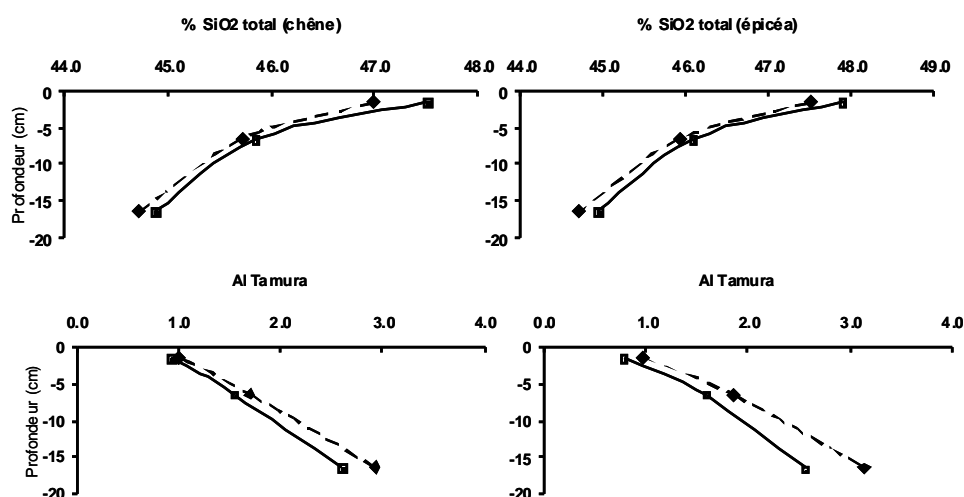 % SiO2 total (chêne)
44.0 45.0 46.0 47.0 48.0
0
-5
-10
-15
-20
Profondeur (cm)
% SiO2 total (épicéa)
44.0 45.0 46.0 47.0 48.0 49.0
0
-5
-10
-15
-20
Al Tamura
0.0 1.0 2.0 3.0 4.0
0
-5
-10
-15
-20
Profondeur (cm)
Al Tamura
0.0 1.0 2.0 3.0 4.0
0
-5
-10
-15
-20